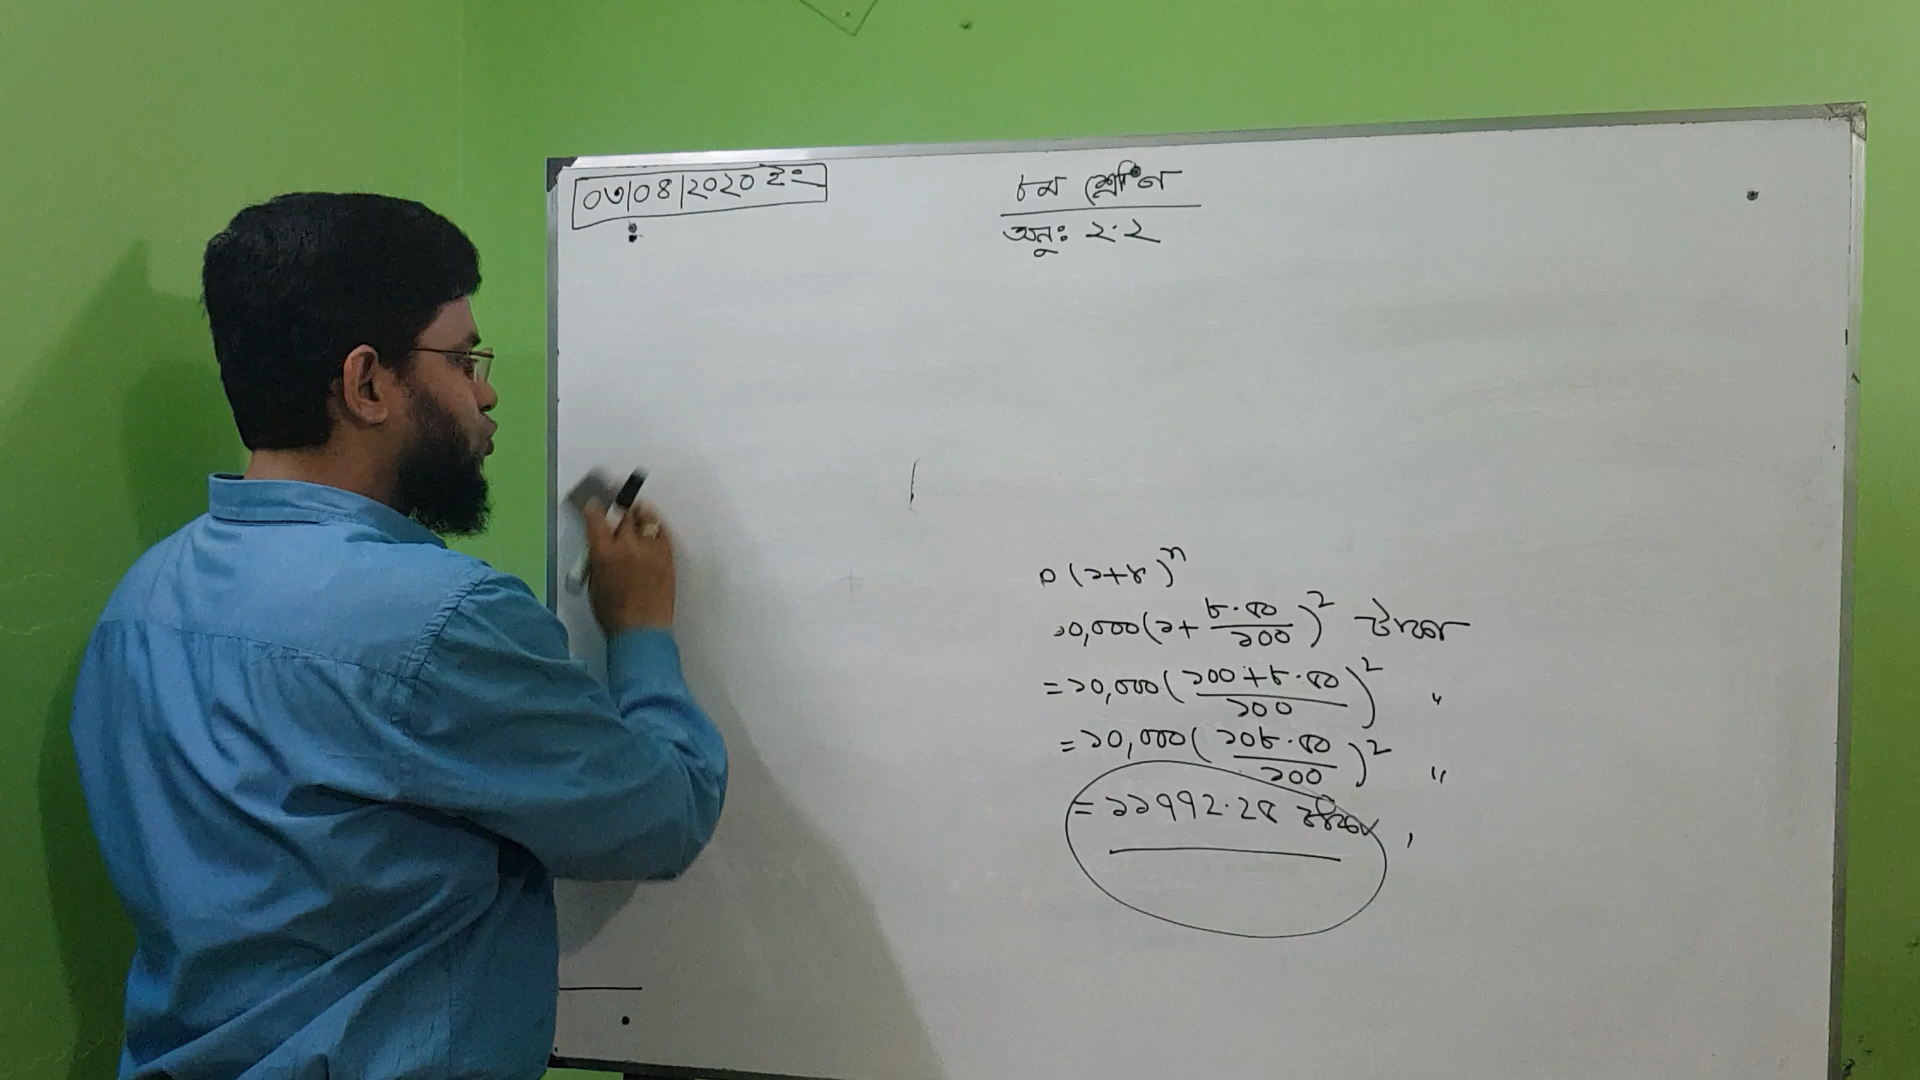 ০৩|০৪|২০২০ ইং
৮ম শ্রেণি
অনু: ২.২
P(১+r)ⁿ
১০,০০০(১+ ৮.৫০/১০০)² টাকা
=১০,০০০(১০০+৮.৫০/১০০)² "
=১০,০০০(১০৮.৫০/১০০)² "
=১১৭৭২.২৫ টাকা